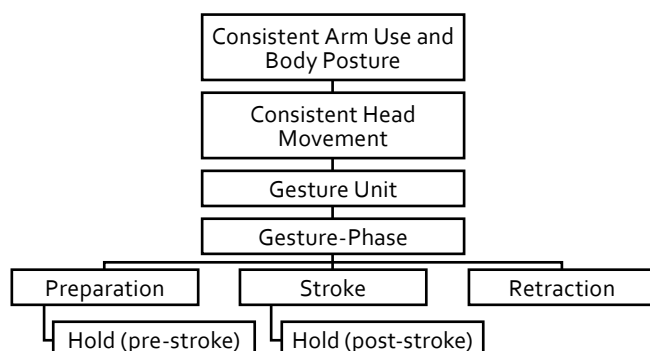 Consistent Arm Use and
Body Posture
Consistent Head
Movement
Gesture Unit
Gesture-Phase
Preparation
Stroke
Retraction
Hold (pre-stroke)
Hold (post-stroke)